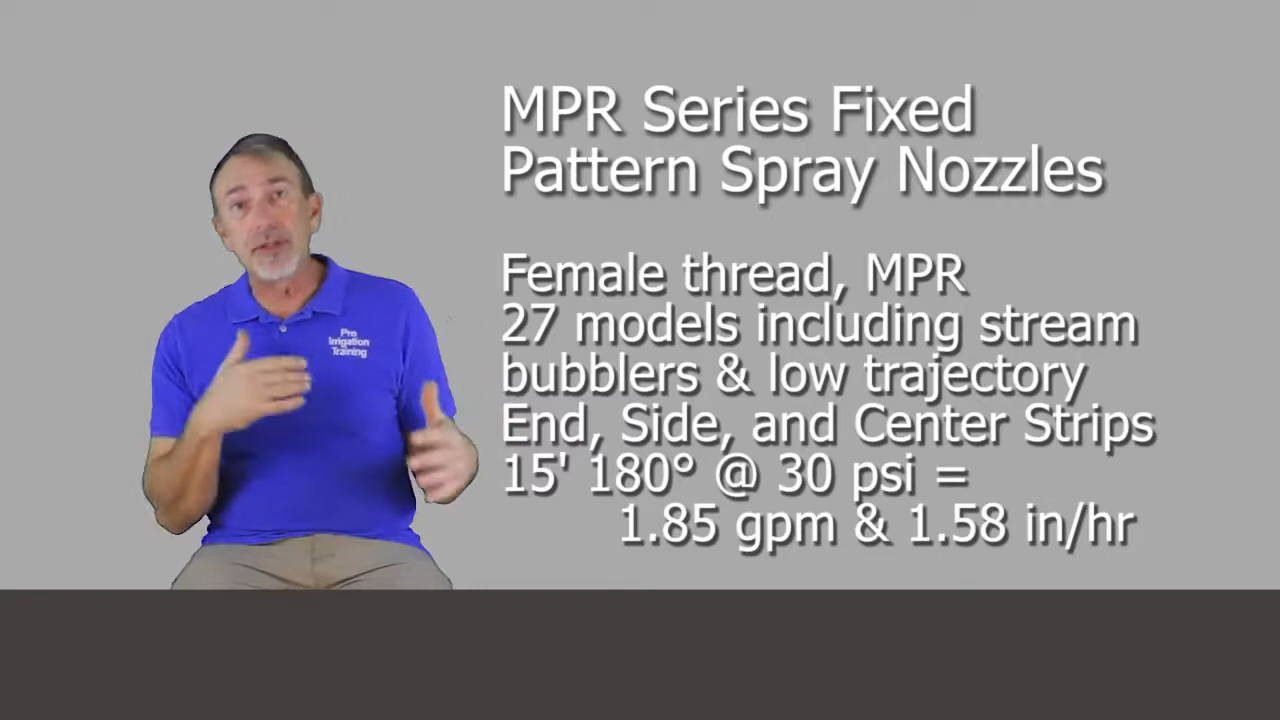 MPR Series Fixed
Pattern Spray Nozzles
Female thread, MPR
27 models including stream
bubblers & low trajectory
End, Side, and Center Strips
15' 180° @ 30 psi =
1.85 gpm & 1.58 in/hr
Pro
Irrigation
Training